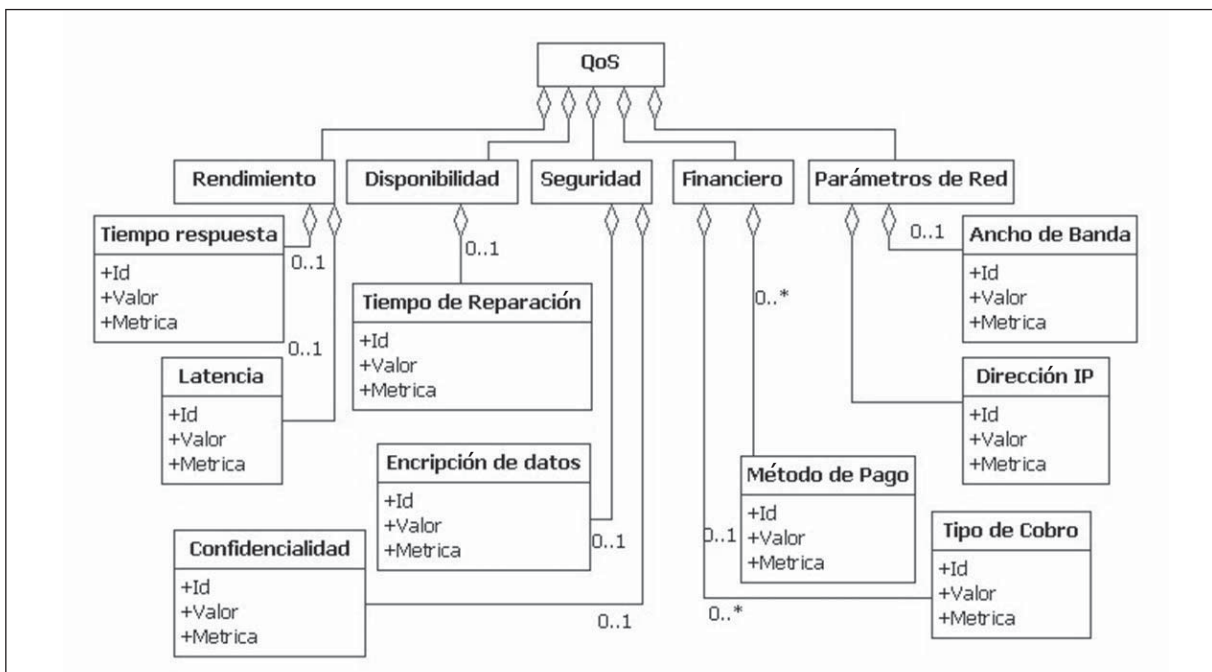 QoS
Rendimiento
Disponibilidad
Seguridad
Financiero
Parámetros de Red
Tiempo respuesta
+Id
+Valor
+Metrica
0..1
0..1
Latencia
+Id
+Valor
+Metrica
0..1
Tiempo de Reparación
+Id
+Valor
+Metrica
Encripción de datos
+Id
+Valor
+Metrica
0..1
Confidencialidad
+Id
+Valor
+Metrica
0..1
0..*
Método de Pago
+Id
+Valor
+Metrica
0..1
0..*
0..1
Ancho de Banda
+Id
+Valor
+Metrica
Dirección IP
+Id
+Valor
+Metrica
Tipo de Cobro
+Id
+Valor
+Metrica